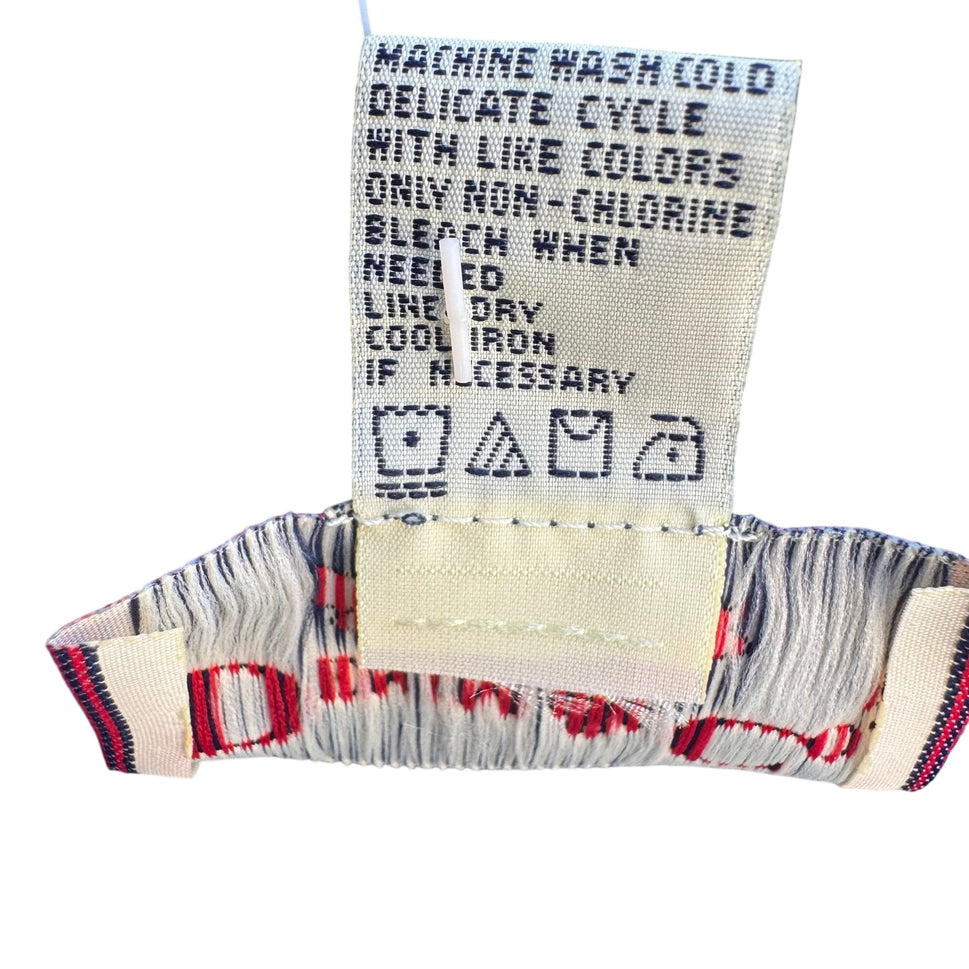 MACHINE WASH COLD
DELICATE CYCLE
WITH LIKE COLORS
ONLY NON-CHLORINE
BLEACH WHEN
NEEDED
LINE DRY
COOL IRON
IF NECESSARY